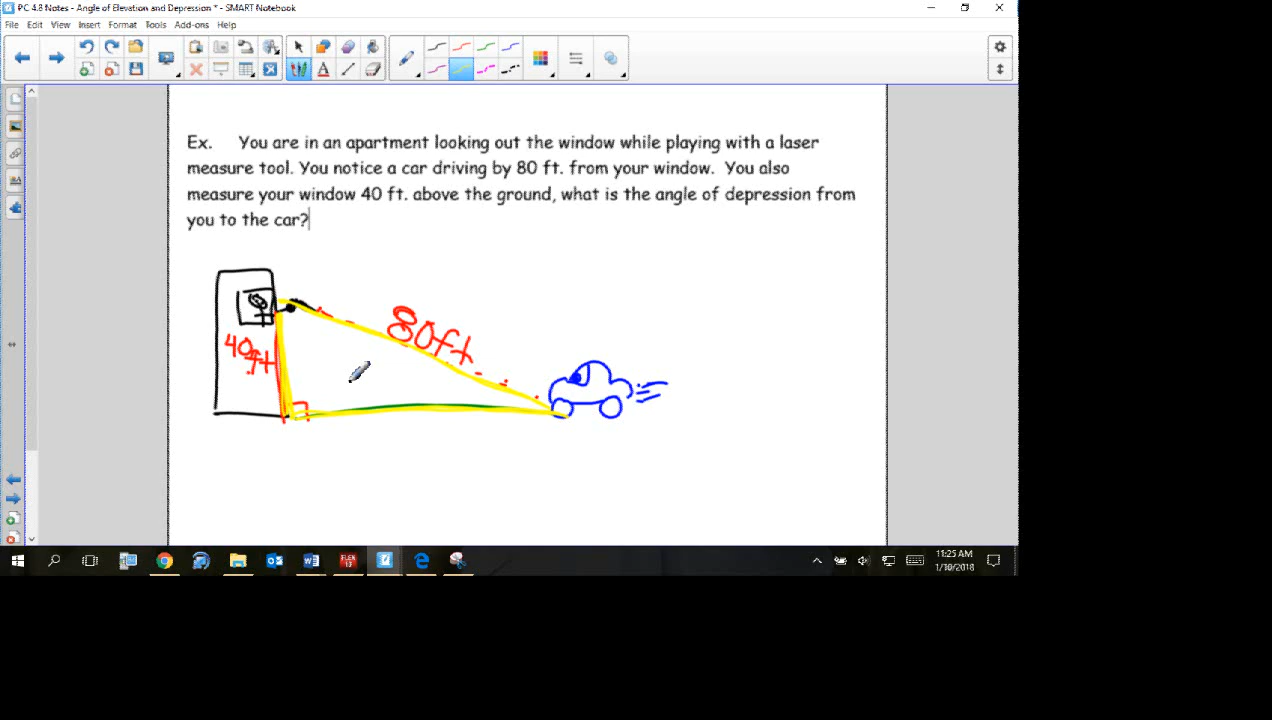 PC 4.8 Notes - Angle of Elevation and Depression * - SMART Notebook
File Edit View Insert Format Tools Add-ons Help
Ex. You are in an apartment looking out the window while playing with a laser
measure tool. You notice a car driving by 80 ft. from your window. You also
measure your window 40 ft. above the ground, what is the angle of depression from
you to the car?
80ft
40ft
11:25 AM